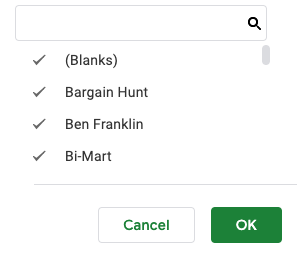 (Blanks)
Bargain Hunt
Ben Franklin
Bi-Mart
Cancel OK